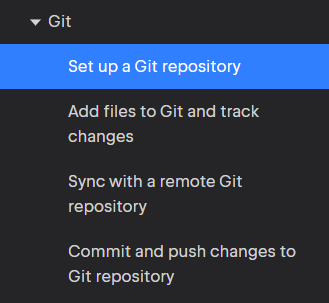 Git
Set up a Git repository
Add files to Git and track
changes
Sync with a remote Git
repository
Commit and push changes to
Git repository